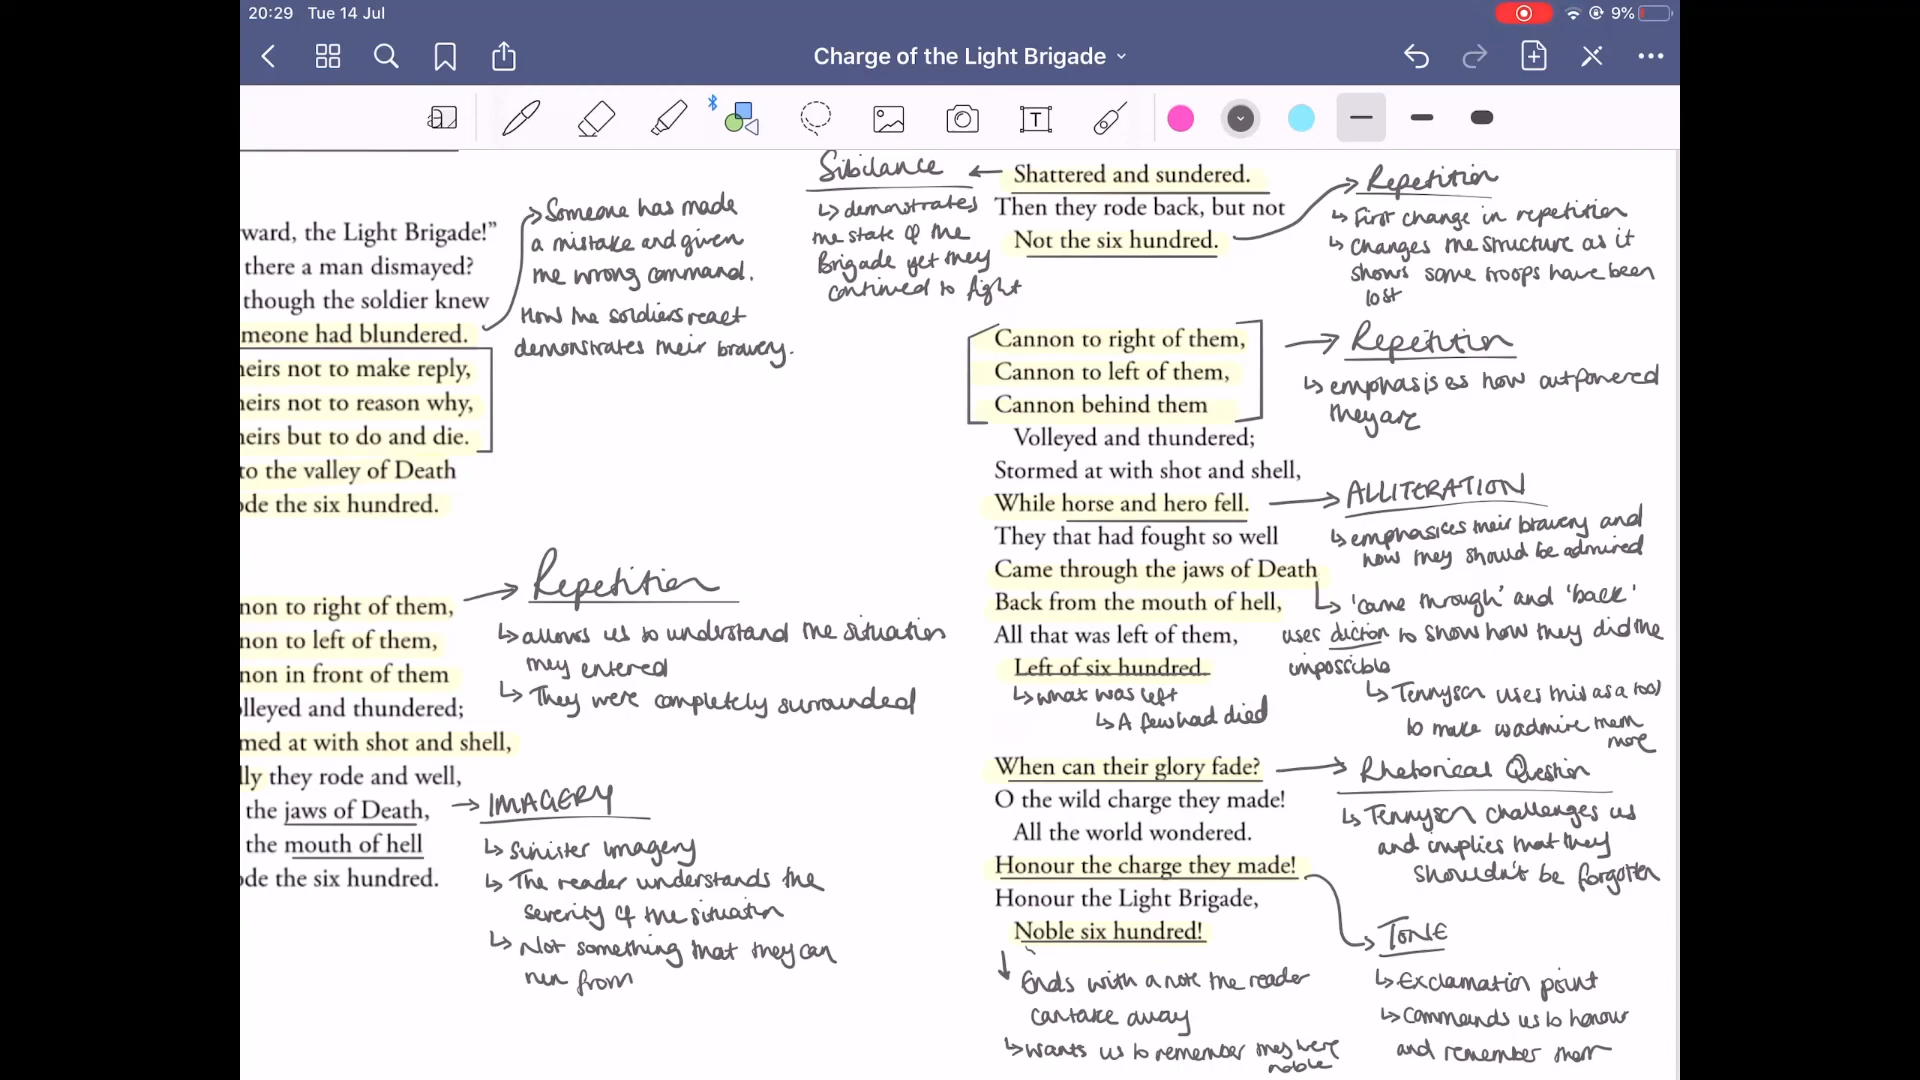 20:29 Tue 14 Jul
9%
Charge of the Light Brigade
T
ward, the Light Brigade!”
there a man dismayed?
though the soldier knew
meone had blundered.
heirs not to make reply,
heirs not to reason why,
heirs but to do and die.
to the valley of Death
ode the six hundred.
→ Someone has made
a mistake and given
the wrong command.
How the soldiers react
demonstrates their bravery.
non to right of them,
non to left of them,
non in front of them
lleyed and thundered;
med at with shot and shell,
ly they rode and well,
the jaws of Death,
the mouth of hell
ode the six hundred.
→ Repetition
↳ allows us to understand the situation
they entered
↳ They were completely surrounded
→ IMAGERY
↳ Sinister imagery
↳ The reader understands the
severity of the situation
↳ Not something that they can
run from
Sibilance ←
↳ demonstrates
the state of the
Brigade yet they
continued to fight
Shattered and sundered.
Then they rode back, but not
Not the six hundred.
→ Repetition
↳ First change in repetition
↳ changes the structure as it
shows some troops have been
lost
Cannon to right of them,
Cannon to left of them,
Cannon behind them
Volleyed and thundered;
Stormed at with shot and shell,
While horse and hero fell.
They that had fought so well
Came through the jaws of Death
Back from the mouth of hell,
All that was left of them,
Left of six hundred.
↳ what was left
↳ A few had died
→ Repetition
↳ emphasises how outpowered
they are
→ ALLITERATION
↳ emphasises their bravery and
how they should be admired
↳ 'came through' and 'back'
uses diction to show how they did the
impossible
↳ Tennyson uses this as a tool
to make us admire them
more
When can their glory fade?
O the wild charge they made!
All the world wondered.
Honour the charge they made!
Honour the Light Brigade,
Noble six hundred!
↓ Ends with a note the reader
can take away
↳ wants us to remember they were
noble
→ Rhetorical Question
↳ Tennyson challenges us
and implies that they
shouldn't be forgotten
→ TONE
↳ Exclamation point
↳ Commands us to honour
and remember them